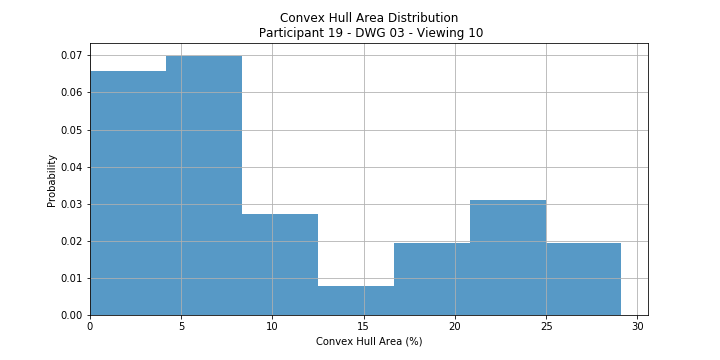 Convex Hull Area Distribution
Participant 19 - DWG 03 - Viewing 10
0.07
0.06
0.05
0.04
0.03
0.02
0.01
0.00
Probability
0 5 10 15 20 25 30
Convex Hull Area (%)